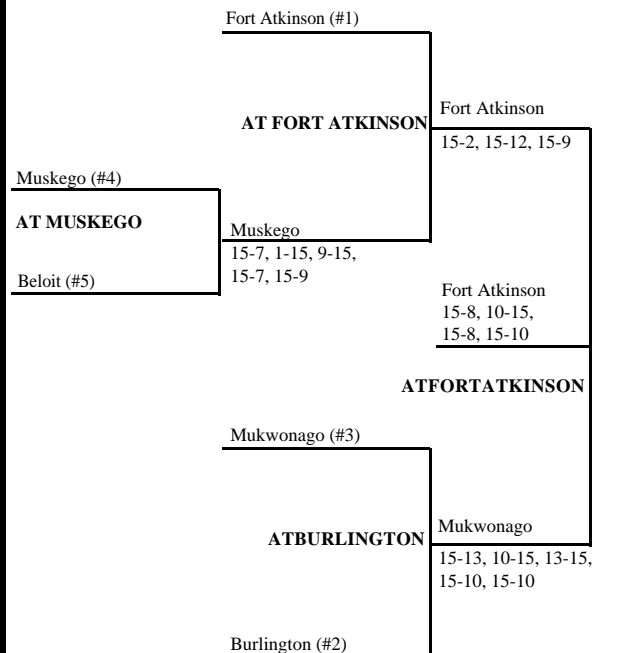 Fort Atkinson (#1)
AT FORT ATKINSON
Fort Atkinson
15-2, 15-12, 15-9
Muskego (#4)
AT MUSKEGO
Muskego
15-7, 1-15, 9-15,
15-7, 15-9
Beloit (#5)
Fort Atkinson
15-8, 10-15,
15-8, 15-10
ATFORTATKINSON
Mukwonago (#3)
ATBURLINGTON
Mukwonago
15-13, 10-15, 13-15,
15-10, 15-10
Burlington (#2)